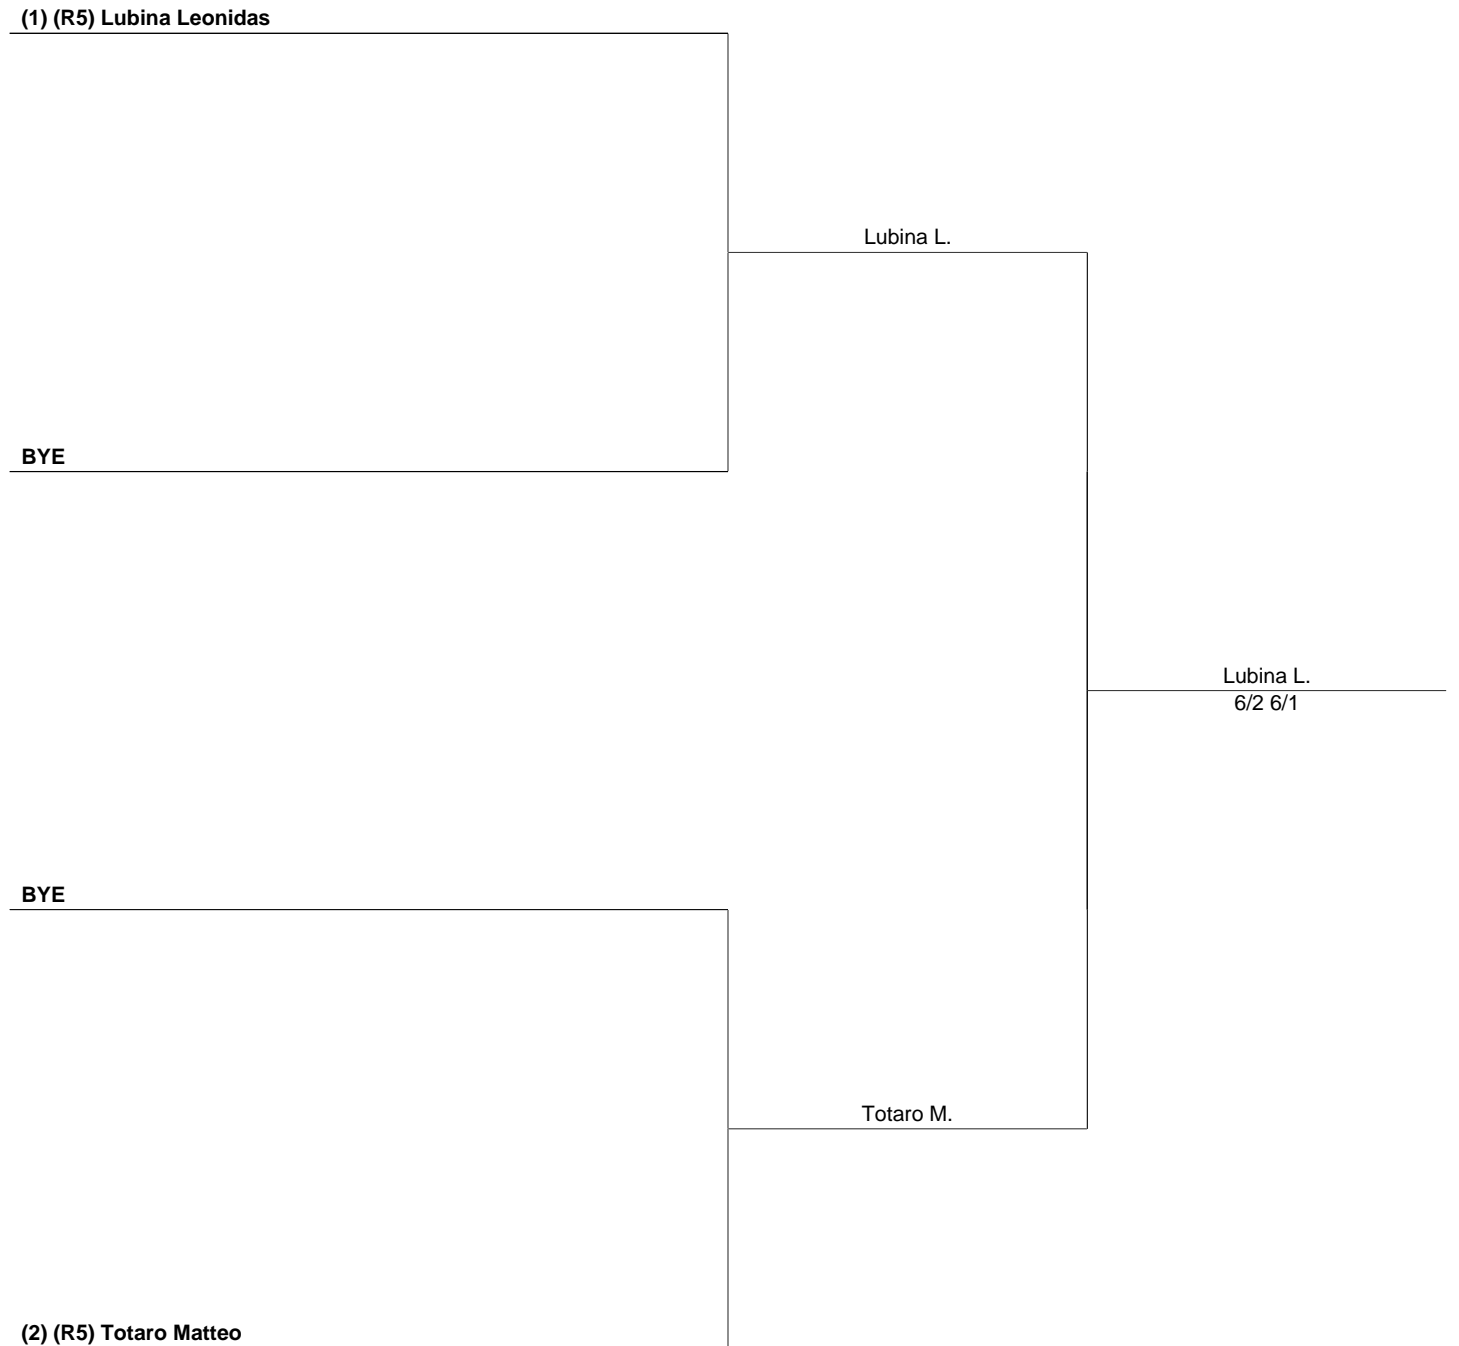 (1) (R5) Lubina Leonidas
Lubina L.
BYE
Lubina L.
6/2 6/1
BYE
Totaro M.
(2) (R5) Totaro Matteo